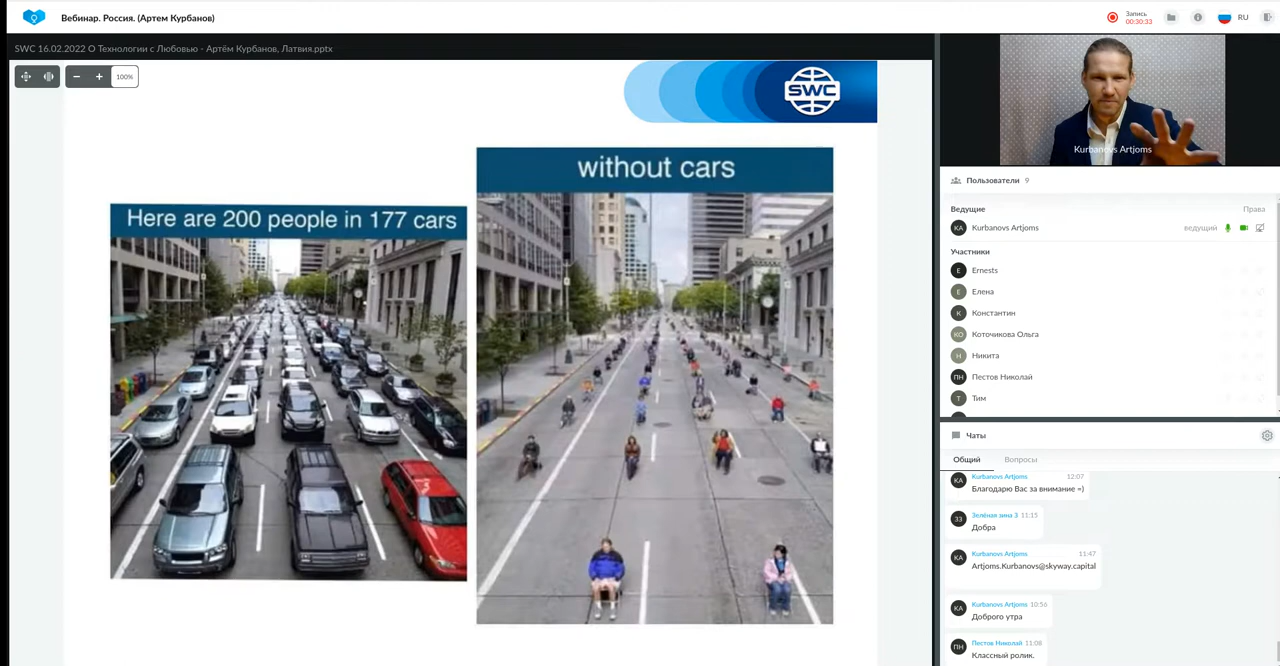 Вебинар. Россия. (Артем Курбанов)
Запись
00:30:33
RU
SWC 16.02.2022 О Технологии с Любовью - Артём Курбанов, Латвия.pptx
100%
SWC
Here are 200 people in 177 cars
without cars
Kurbanovs Artjoms
Пользователи 9
Ведущие Права
KA Kurbanovs Artjoms ведущий
Участники
E Ernests
Е Елена
К Константин
КО Коточикова Ольга
Н Никита
ПН Пестов Николай
Т Тим
Чаты
Общий Вопросы
KA Kurbanovs Artjoms 12:07
Благодарю Вас за внимание =)
ЗЗ Зелёная зина 3 11:15
Добра
KA Kurbanovs Artjoms 11:47
Artjoms.Kurbanovs@skyway.capital
KA Kurbanovs Artjoms 10:56
Доброго утра
ПН Пестов Николай 11:08
Классный ролик.